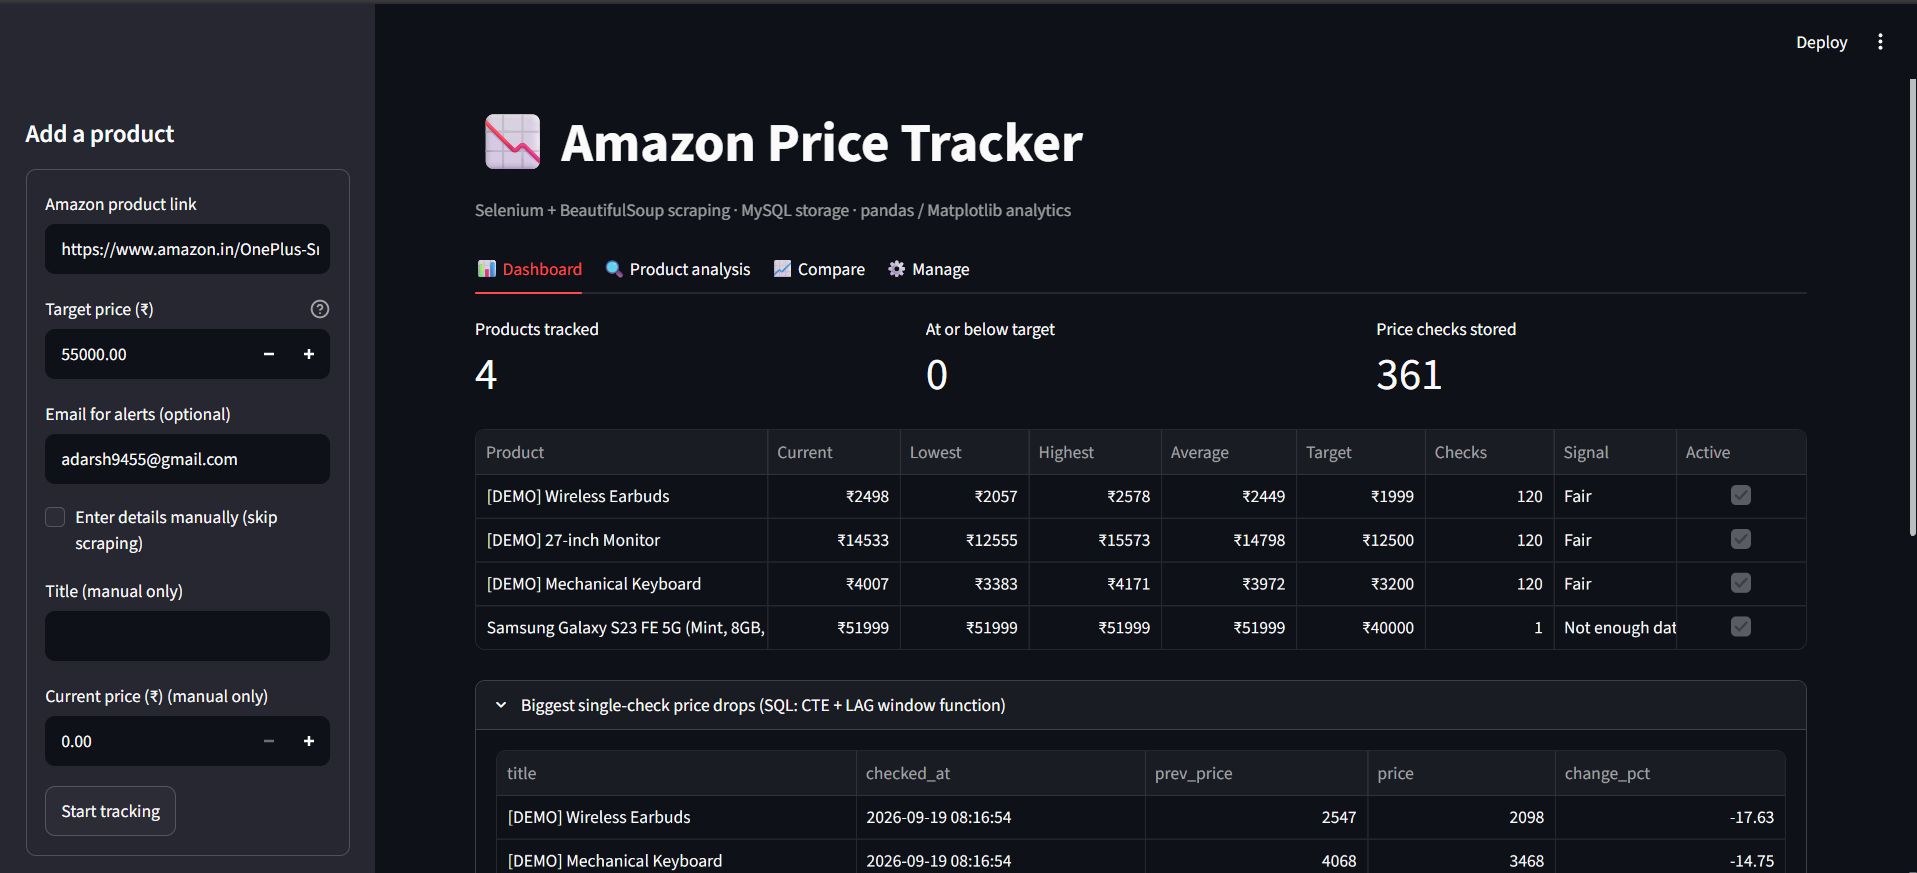 Deploy
Add a product
Amazon product link
https://www.amazon.in/OnePlus-Sı
Target price (₹)
55000.00
Email for alerts (optional)
adarsh9455@gmail.com
Enter details manually (skip
scraping)
Title (manual only)
Current price (₹) (manual only)
0.00
Start tracking
Amazon Price Tracker
Selenium + BeautifulSoup scraping · MySQL storage · pandas / Matplotlib analytics
Dashboard Product analysis Compare Manage
Products tracked At or below target Price checks stored
4 0 361
Product Current Lowest Highest Average Target Checks Signal Active
[DEMO] Wireless Earbuds ₹2498 ₹2057 ₹2578 ₹2449 ₹1999 120 Fair
[DEMO] 27-inch Monitor ₹14533 ₹12555 ₹15573 ₹14798 ₹12500 120 Fair
[DEMO] Mechanical Keyboard ₹4007 ₹3383 ₹4171 ₹3972 ₹3200 120 Fair
Samsung Galaxy S23 FE 5G (Mint, 8GB, ₹51999 ₹51999 ₹51999 ₹51999 ₹40000 1 Not enough dat
Biggest single-check price drops (SQL: CTE + LAG window function)
title checked_at prev_price price change_pct
[DEMO] Wireless Earbuds 2026-09-19 08:16:54 2547 2098 -17.63
[DEMO] Mechanical Keyboard 2026-09-19 08:16:54 4068 3468 -14.75